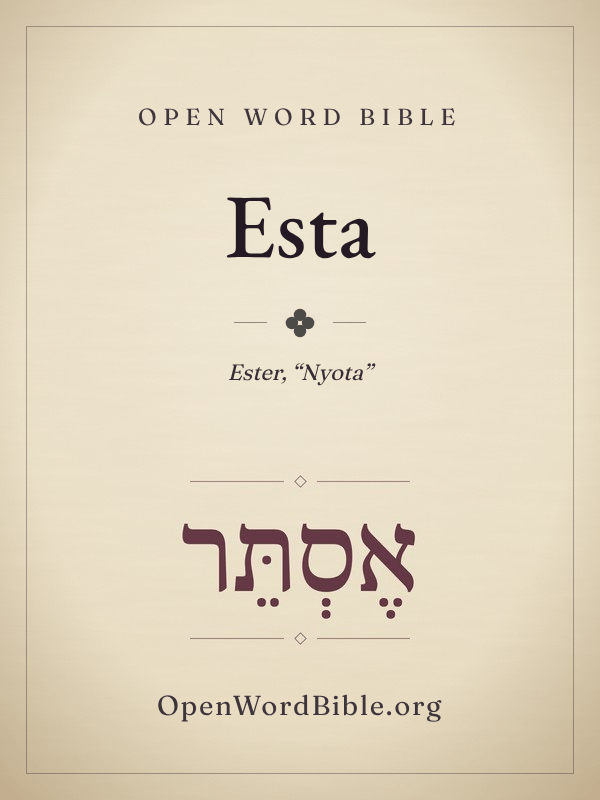 OPEN WORD BIBLE
Esta
Ester, “Nyota”
אֶסְתֵּר
OpenWordBible.org